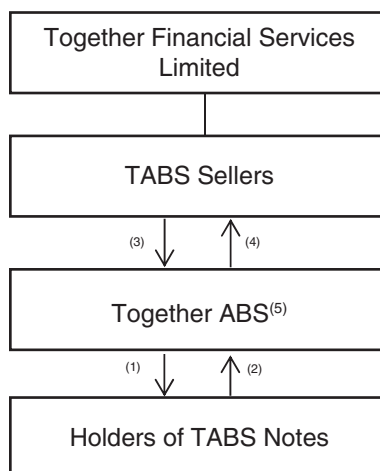 Together Financial Services
Limited
TABS Sellers
(3) (4)
Together ABS(5)
(1) (2)
Holders of TABS Notes